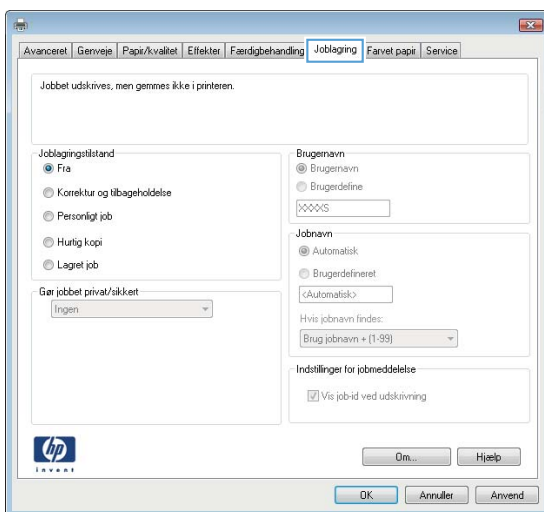 Avanceret Genveje Papir/kvalitet Effekter Færdigbehandling Joblagring Farvet papir Service
Jobbet udskrives, men gemmes ikke i printeren.
Joblagringstilstand
Fra
Korrektur og tilbageholdelse
Personligt job
Hurtig kopi
Lagret job
Gør jobbet privat/sikkert
Ingen
Brugernavn
Brugernavn
Brugerdefine
XXXXS
Jobnavn
Automatisk
Brugerdefineret
<Automatisk>
Hvis jobnavn findes:
Brug jobnavn + (1-99)
Indstillinger for jobmeddelelse
Vis job-id ved udskrivning
hp
invent
Om... Hjælp
OK Annuller Anvend